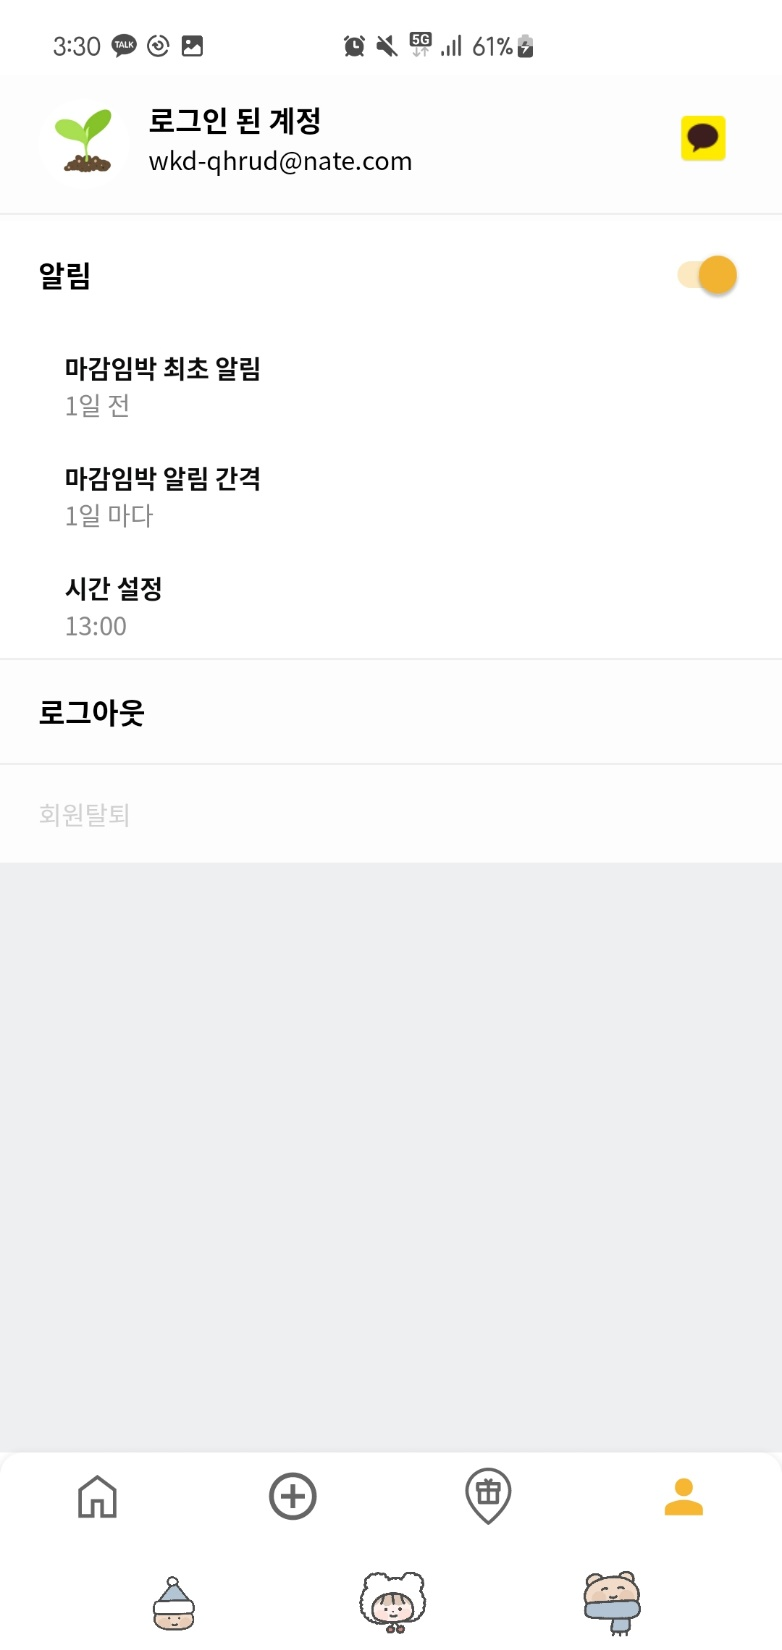 3:30 TALK 5G 61%
로그인 된 계정
wkd-qhrud@nate.com
알림
마감임박 최초 알림
1일 전
마감임박 알림 간격
1일 마다
시간 설정
13:00
로그아웃
회원탈퇴